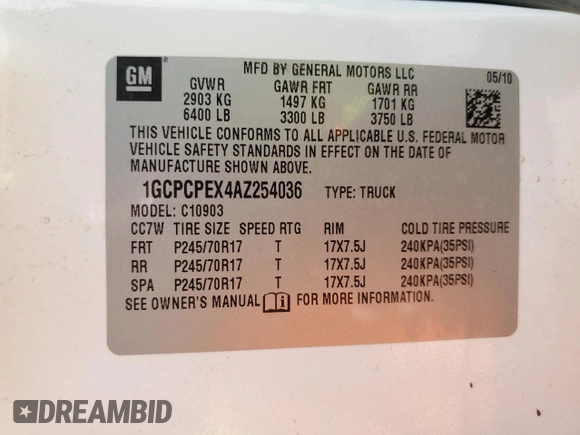 GM
MFD BY GENERAL MOTORS LLC
05/10
GVWR GAWR FRT GAWR RR
2903 KG 1497 KG 1701 KG
6400 LB 3300 LB 3750 LB
THIS VEHICLE CONFORMS TO ALL APPLICABLE U.S. FEDERAL MOTOR
VEHICLE SAFETY STANDARDS IN EFFECT ON THE DATE OF
MANUFACTURE SHOWN ABOVE.
1GCPCPEX4AZ254036 TYPE: TRUCK
MODEL: C10903
CC7W TIRE SIZE SPEED RTG RIM COLD TIRE PRESSURE
FRT P245/70R17 T 17X7.5J 240KPA(35PSI)
RR P245/70R17 T 17X7.5J 240KPA(35PSI)
SPA P245/70R17 T 17X7.5J 240KPA(35PSI)
SEE OWNER'S MANUAL i FOR MORE INFORMATION.
DREAMBID